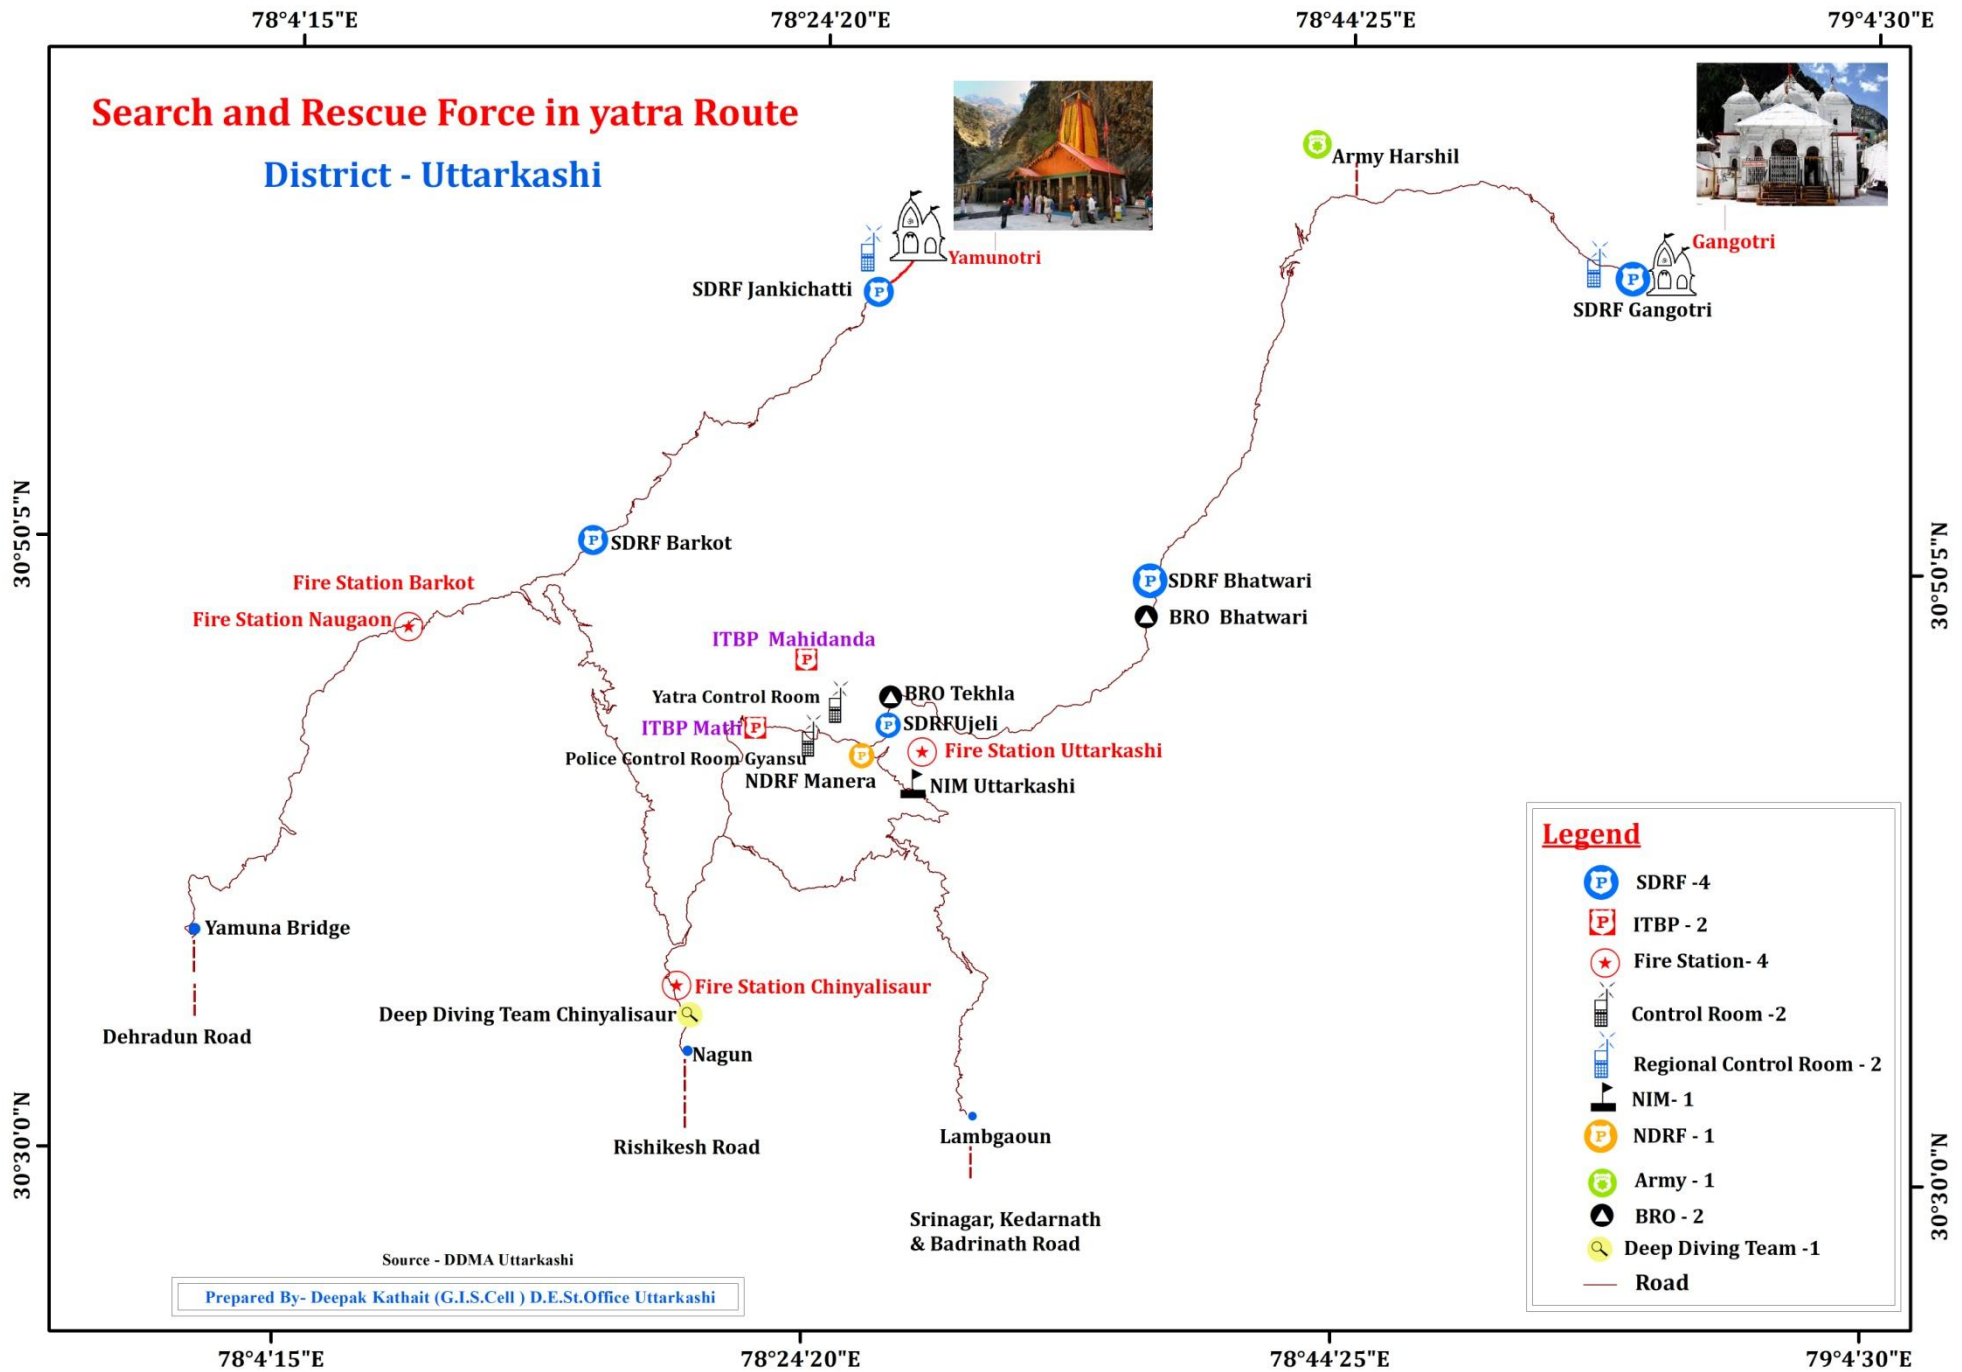 78°4'15"E
78°24'20"E
78°44'25"E
79°4'30"E
Search and Rescue Force in yatra Route
District - Uttarkashi
Army Harshil
Gangotri
Yamunotri
SDRF Jankichatti
SDRF Gangotri
30°50'5"N
30°50'5"N
SDRF Barkot
Fire Station Barkot
Fire Station Naugaon
SDRF Bhatwari
BRO  Bhatwari
ITBP  Mahidanda
Yatra Control Room
BRO Tekhla
ITBP Matli
SDRFUjeli
Police Control Room Gyansu
Fire Station Uttarkashi
NDRF Manera
NIM Uttarkashi
Yamuna Bridge
Dehradun Road
Fire Station Chinyalisaur
Deep Diving Team Chinyalisaur
Nagun
Rishikesh Road
Lambgaoun
Srinagar, Kedarnath
& Badrinath Road
30°30'0"N
30°30'0"N
Legend
SDRF -4
ITBP - 2
Fire Station- 4
Control Room -2
Regional Control Room - 2
NIM- 1
NDRF - 1
Army - 1
BRO - 2
Deep Diving Team -1
Road
Source - DDMA Uttarkashi
Prepared By- Deepak Kathait (G.I.S.Cell ) D.E.St.Office Uttarkashi
78°4'15"E
78°24'20"E
78°44'25"E
79°4'30"E